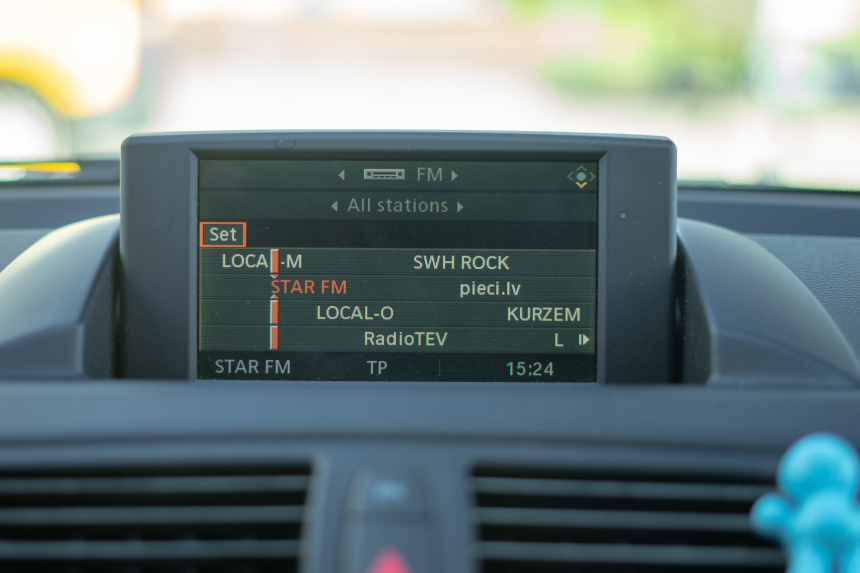 FM
All stations
Set
LOCA -M SWH ROCK
STAR FM pieci.lv
LOCAL-O KURZEM
RadioTEV L
STAR FM TP 15:24